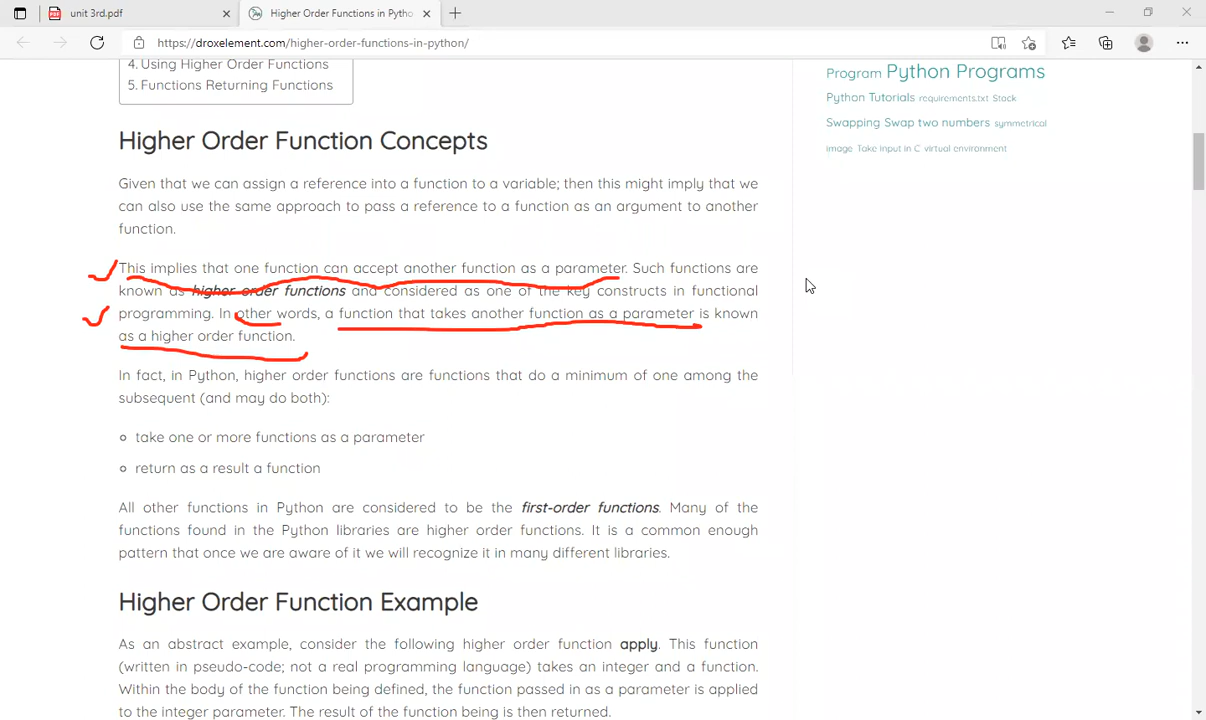 unit 3rd.pdf
Higher Order Functions in Pytho
https://droxelement.com/higher-order-functions-in-python/
4. Using Higher Order Functions
5. Functions Returning Functions
Program Python Programs
Python Tutorials requirements.txt Stack
Swapping Swap two numbers symmetrical
image Take Input in C virtual environment
Higher Order Function Concepts
Given that we can assign a reference into a function to a variable; then this might imply that we
can also use the same approach to pass a reference to a function as an argument to another
function.
This implies that one function can accept another function as a parameter. Such functions are
known as higher order functions and considered as one of the key constructs in functional
programming. In other words, a function that takes another function as a parameter is known
as a higher order function.
In fact, in Python, higher order functions are functions that do a minimum of one among the
subsequent (and may do both):
take one or more functions as a parameter
return as a result a function
All other functions in Python are considered to be the first-order functions. Many of the
functions found in the Python libraries are higher order functions. It is a common enough
pattern that once we are aware of it we will recognize it in many different libraries.
Higher Order Function Example
As an abstract example, consider the following higher order function apply. This function
(written in pseudo-code; not a real programming language) takes an integer and a function.
Within the body of the function being defined, the function passed in as a parameter is applied
to the integer parameter. The result of the function being is then returned.